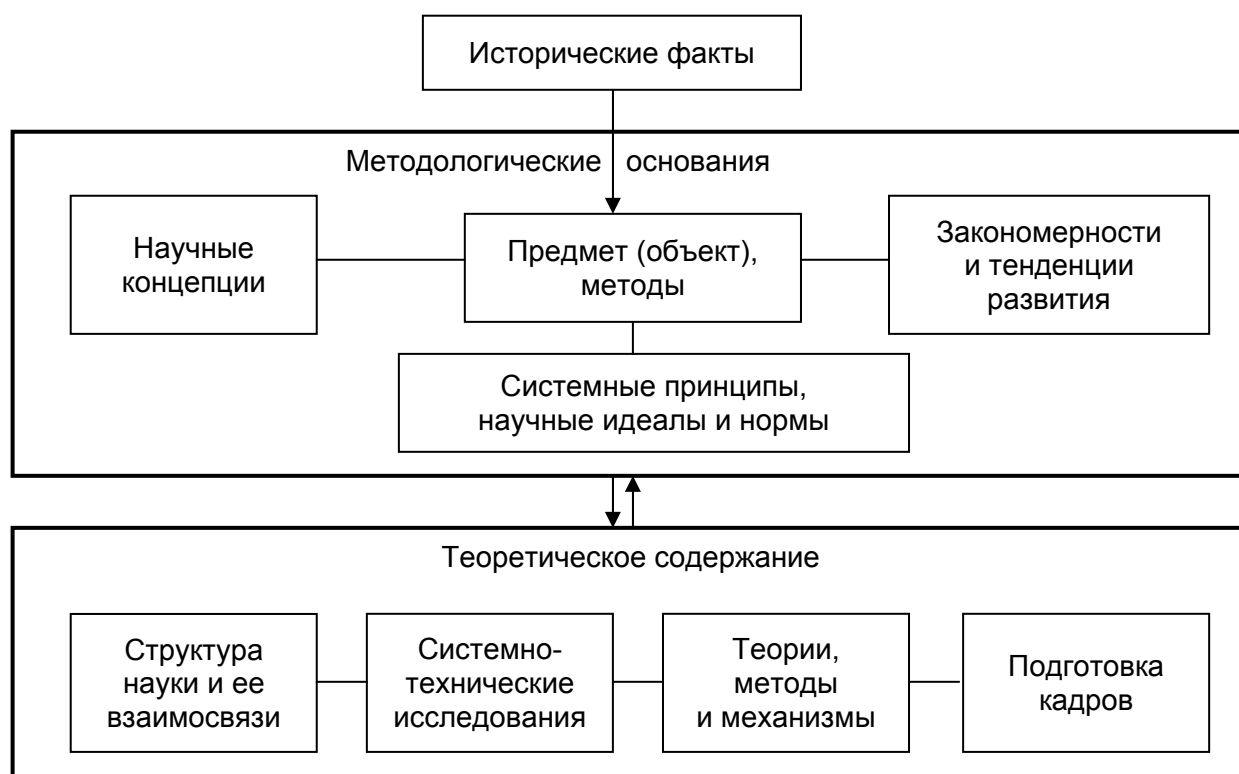 Исторические факты
Методологические основания
Научные
концепции
Предмет (объект),
методы
Закономерности
и тенденции
развития
Системные принципы,
научные идеалы и нормы
Теоретическое содержание
Структура
науки и ее
взаимосвязи
Системно-
технические
исследования
Теории,
методы
и механизмы
Подготовка
кадров